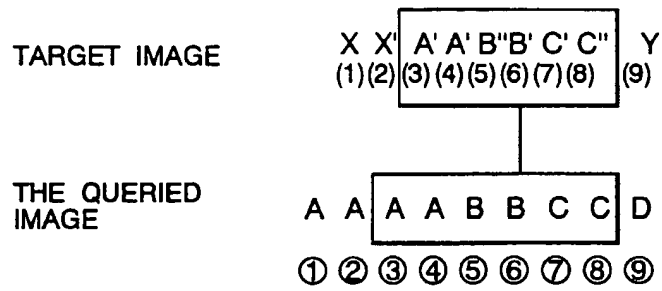 TARGET IMAGE
X X' A' A' B"B' C' C" Y
(1)(2)(3)(4)(5)(6)(7)(8)(9)
THE QUERIED
IMAGE
A A A A B B C C D
① ② ③ ④ ⑤ ⑥ ⑦ ⑧ ⑨